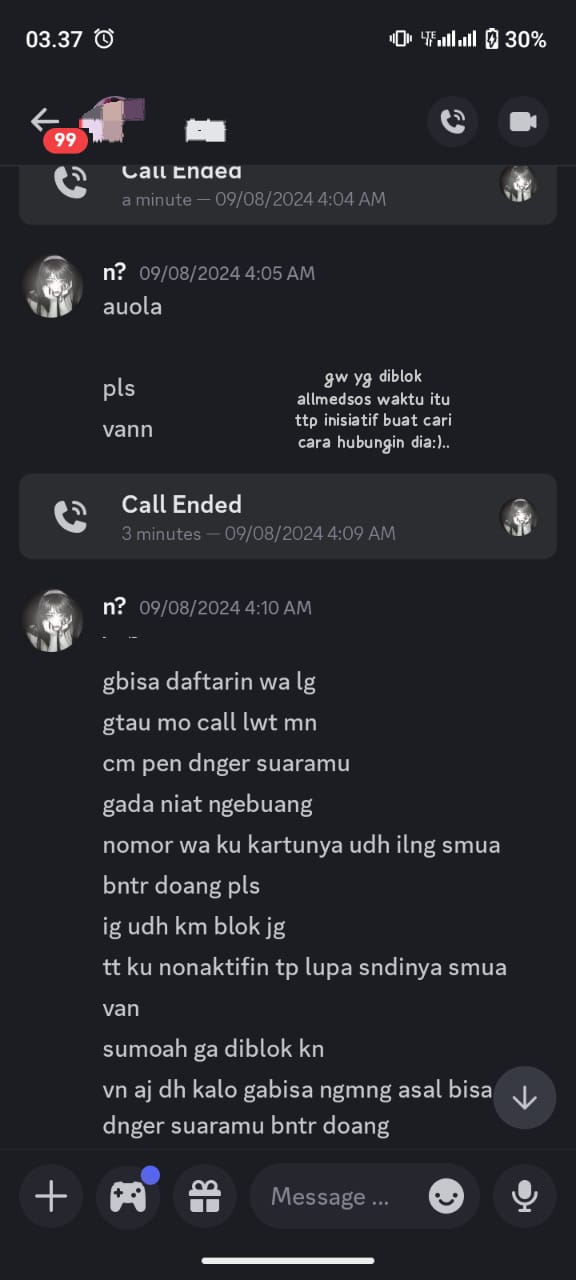 03.37
LTE
30%
99
Call Ended
a minute — 09/08/2024 4:04 AM
n? 09/08/2024 4:05 AM
auola
pls
vann
gw yg diblok
allmedsos waktu itu
ttp inisiatif buat cari
cara hubungin dia:)..
Call Ended
3 minutes — 09/08/2024 4:09 AM
n? 09/08/2024 4:10 AM
gbisa daftarin wa lg
gtau mo call lwt mn
cm pen dnger suaramu
gada niat ngebuang
nomor wa ku kartunya udh ilng smua
bntr doang pls
ig udh km blok jg
tt ku nonaktifin tp lupa sndinya smua
van
sumoah ga diblok kn
vn aj dh kalo gabisa ngmng asal bisa
dnger suaramu bntr doang
Message ...